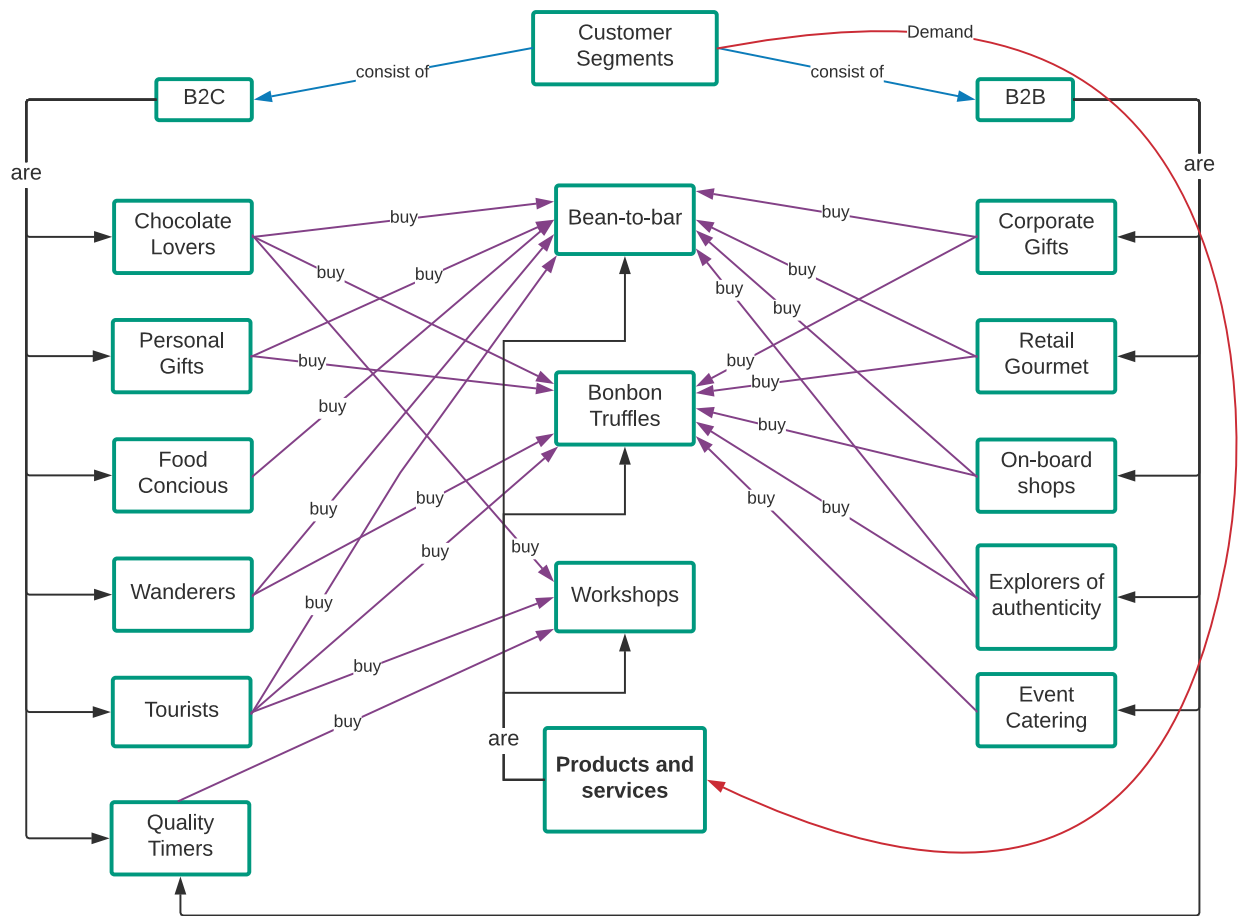 Customer
Segments
Demand
consist of
consist of
B2C
B2B
are
are
Chocolate
Lovers
buy
Bean-to-bar
buy
Corporate
Gifts
buy
buy
buy
buy
buy
Personal
Gifts
buy
buy
buy
Retail
Gourmet
Bonbon
Truffles
buy
buy
buy
Food
Concious
On-board
shops
buy
buy
buy
buy
buy
buy
Wanderers
Workshops
Explorers of
authenticity
buy
buy
Tourists
buy
Event
Catering
are
Products and
services
Quality
Timers